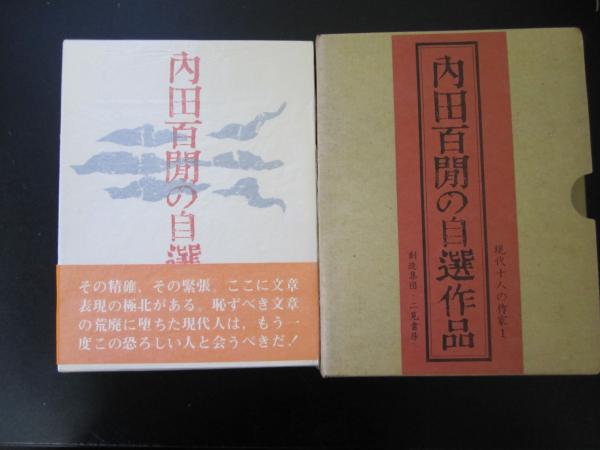 内田百閒の自選
その精確，その緊張。ここに文章
表現の極北がある。恥ずべき文章
の荒廃に堕ちた現代人は，もう一
度この恐ろしい人と会うべきだ！
内田百閒の自選作品
現代十人の作家1
創造集団・二見書房